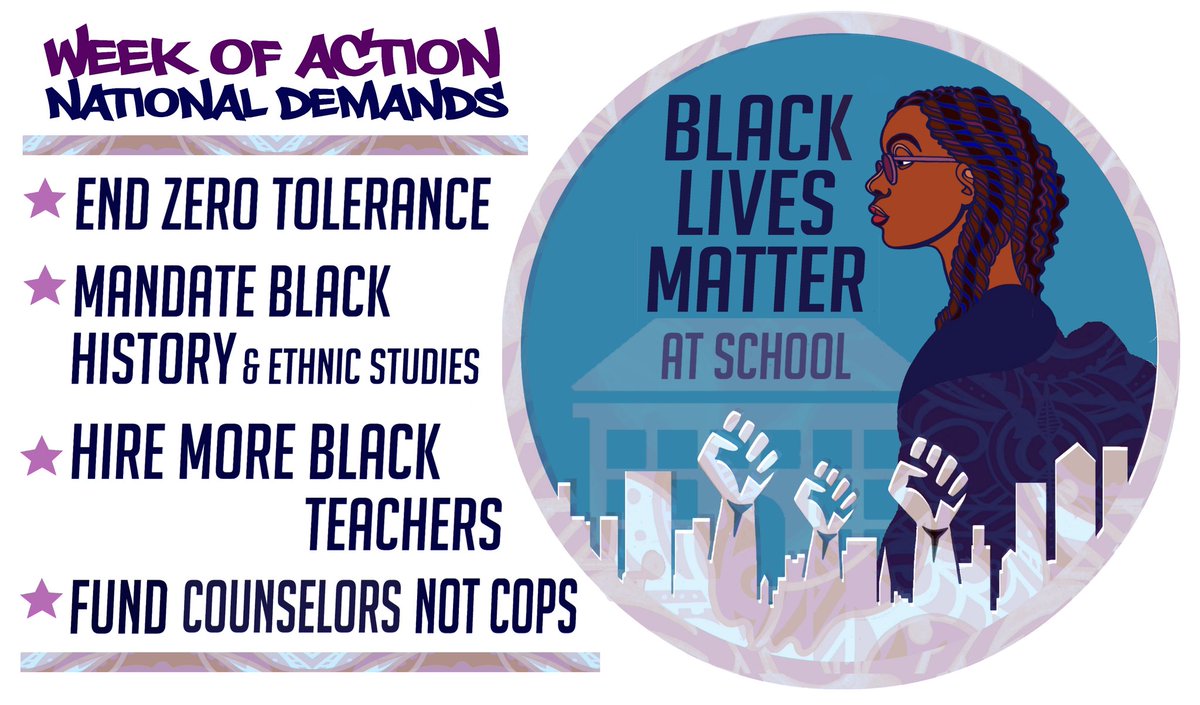 WEEK OF ACTION
NATIONAL DEMANDS
END ZERO TOLERANCE
MANDATE BLACK
HISTORY & ETHNIC STUDIES
HIRE MORE BLACK
TEACHERS
FUND COUNSELORS NOT COPS
BLACK
LIVES
MATTER
AT SCHOOL